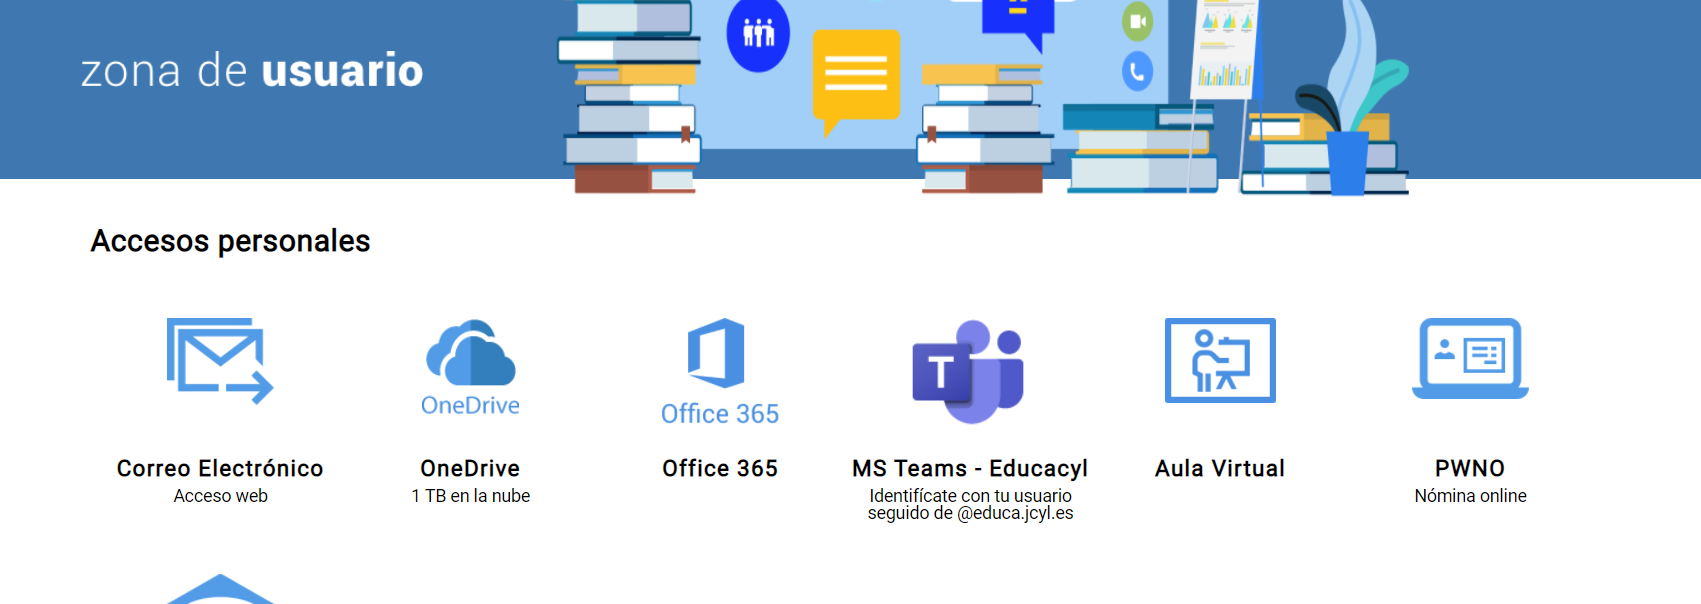 zona de usuario
Accesos personales
OneDrive
Office 365
T
Correo Electrónico
Acceso web
OneDrive
1 TB en la nube
Office 365
MS Teams - Educacyl
Identifícate con tu usuario
seguido de @educa.jcyl.es
Aula Virtual
PWNO
Nómina online